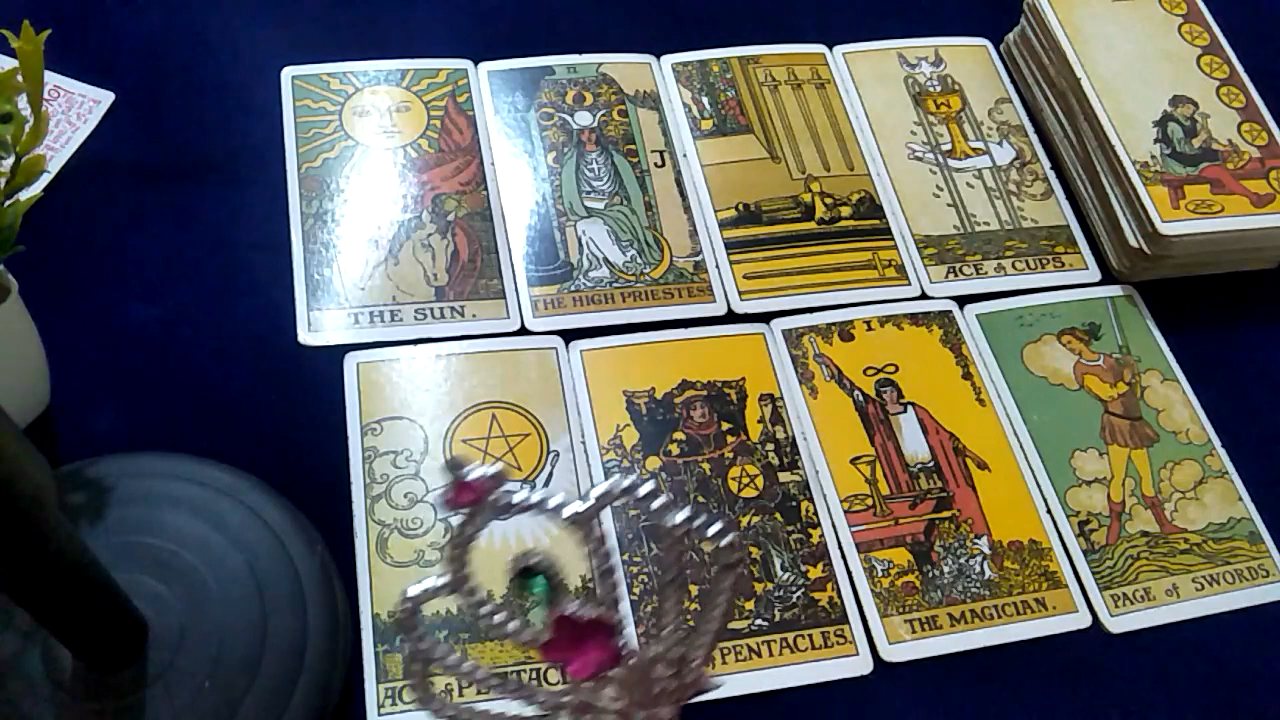 THE SUN.
II
THE HIGH PRIESTESS
J
ACE of CUPS.
PENTACLES.
I
THE MAGICIAN.
PAGE of SWORDS.